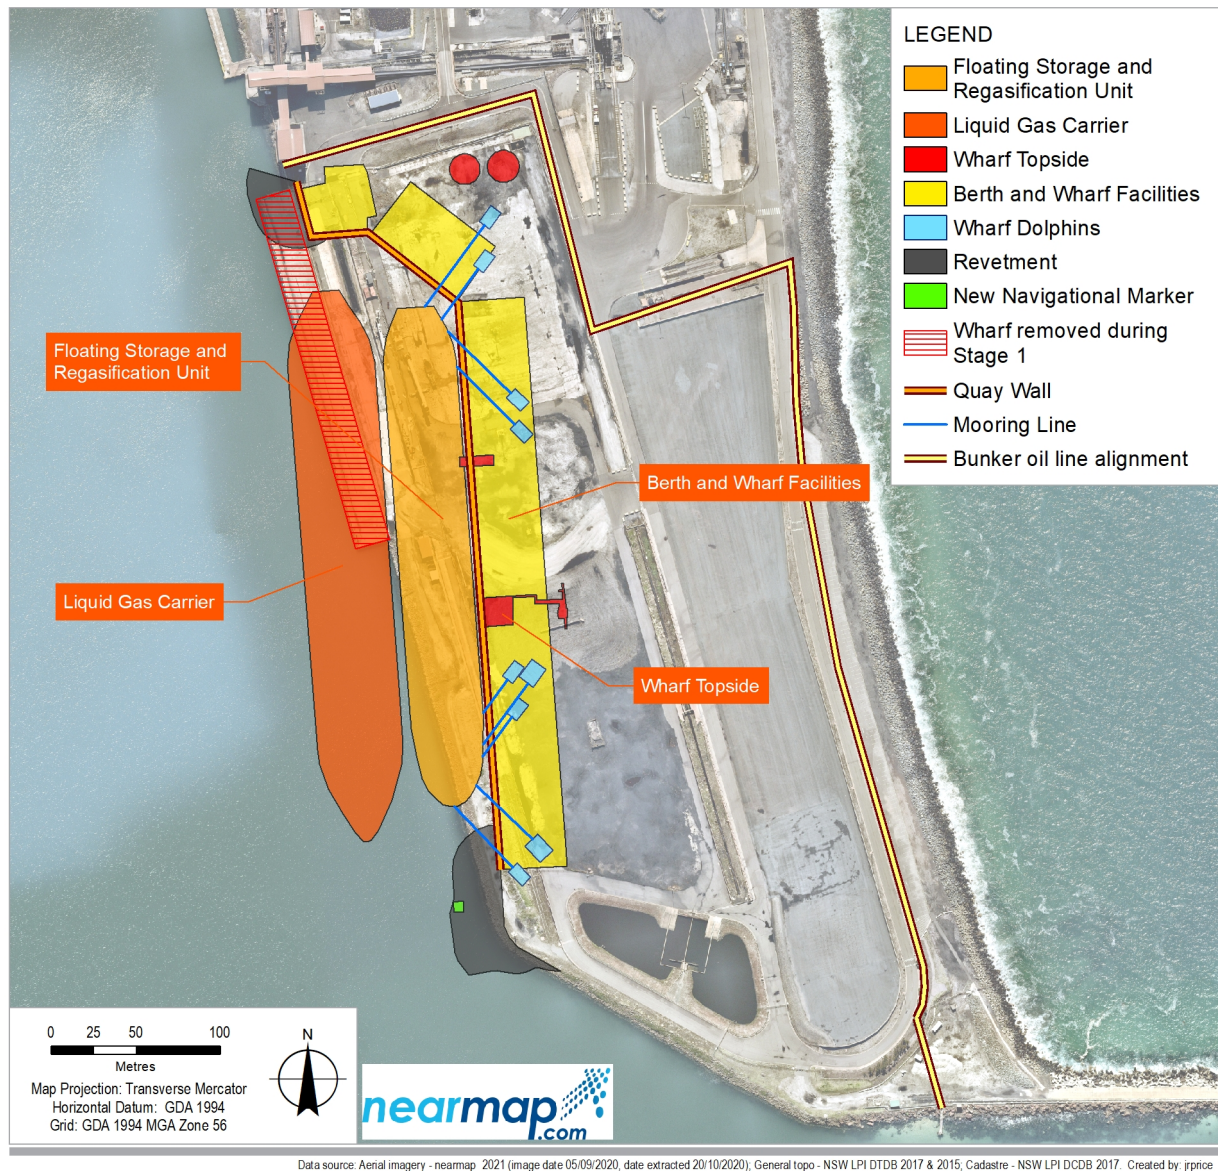 LEGEND
Floating Storage and
Regasification Unit
Liquid Gas Carrier
Wharf Topside
Berth and Wharf Facilities
Wharf Dolphins
Revetment
New Navigational Marker
Wharf removed during
Stage 1
Quay Wall
Mooring Line
Bunker oil line alignment
Floating Storage and
Regasification Unit
Berth and Wharf Facilities
Liquid Gas Carrier
Wharf Topside
0 25 50 100
Metres
Map Projection: Transverse Mercator
Horizontal Datum: GDA 1994
Grid: GDA 1994 MGA Zone 56
N
nearmap
.com
Data source: Aerial imagery - nearmap 2021 (image date 05/09/2020, date extracted 20/10/2020); General topo - NSW LPI DTDB 2017 & 2015; Cadastre - NSW LPI DCDB 2017. Created by: jrprice